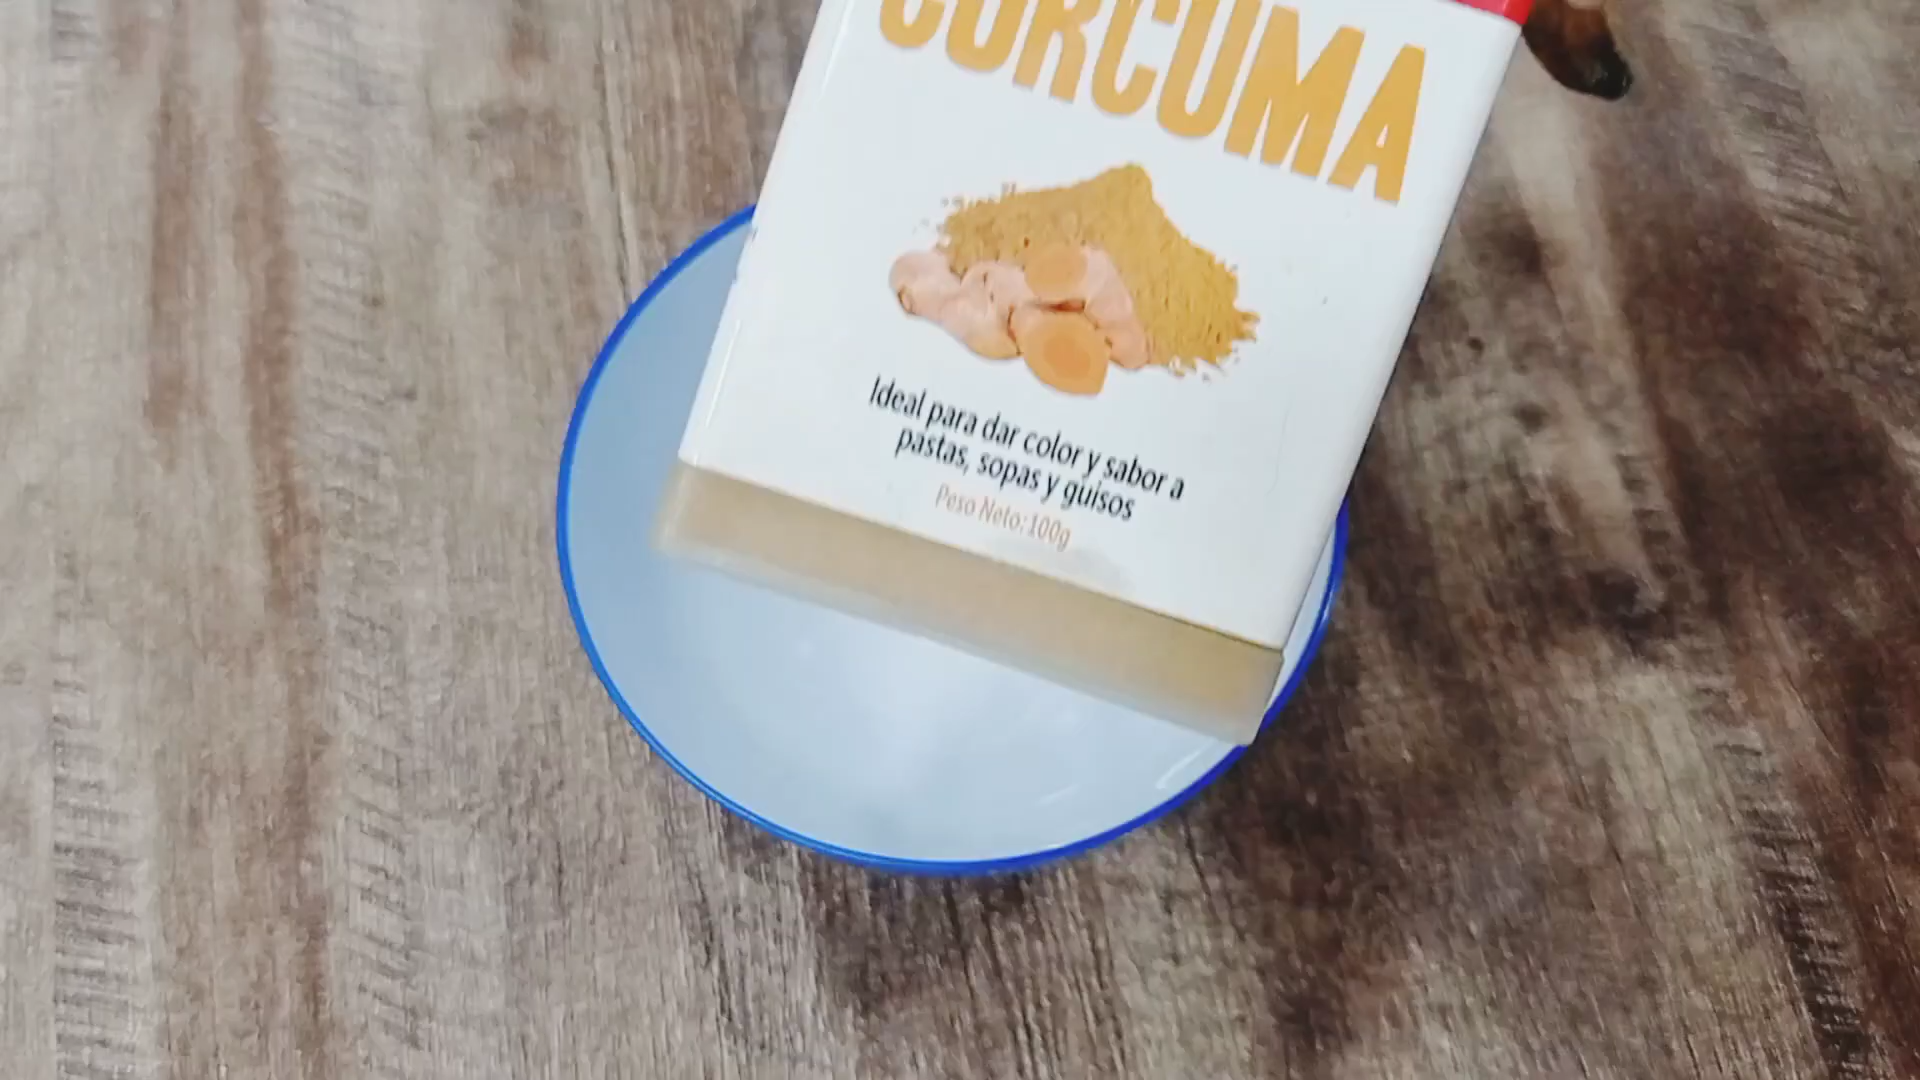 CURCUMA
Ideal para dar color y sabor a
pastas, sopas y guisos
Peso Neto: 100g